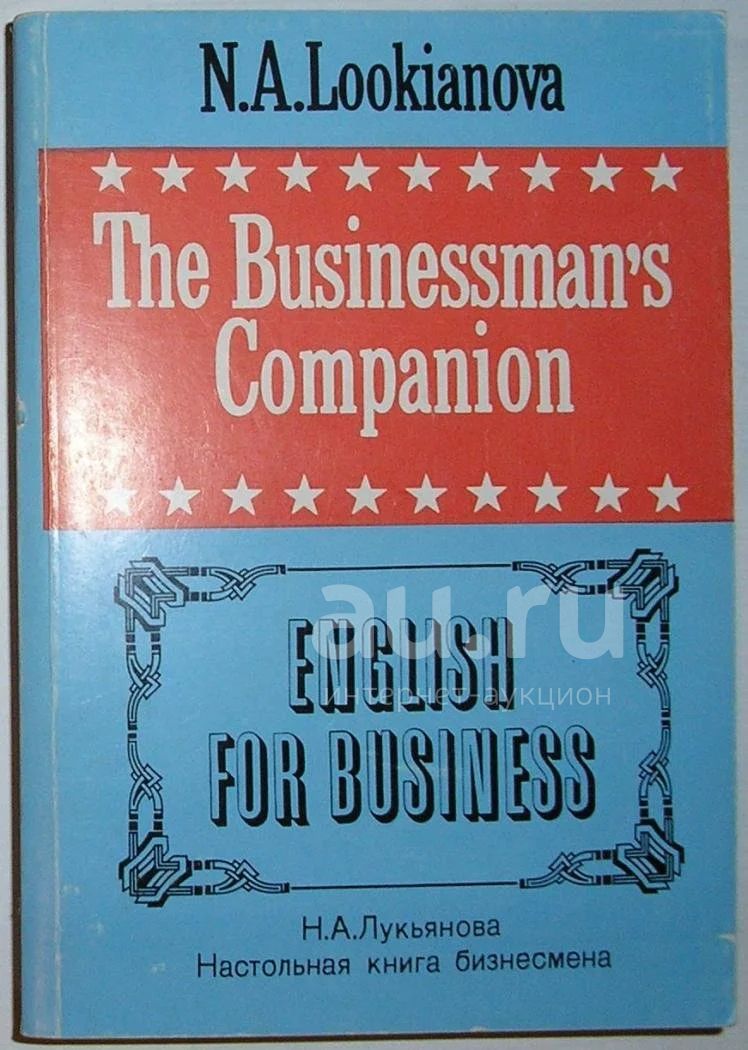 N.A.Lookianova
The Businessman's
Companion
au.ru
интернет-аукцион
ENGLISH
FOR BUSINESS
Н.А.Лукьянова
Настольная книга бизнесмена